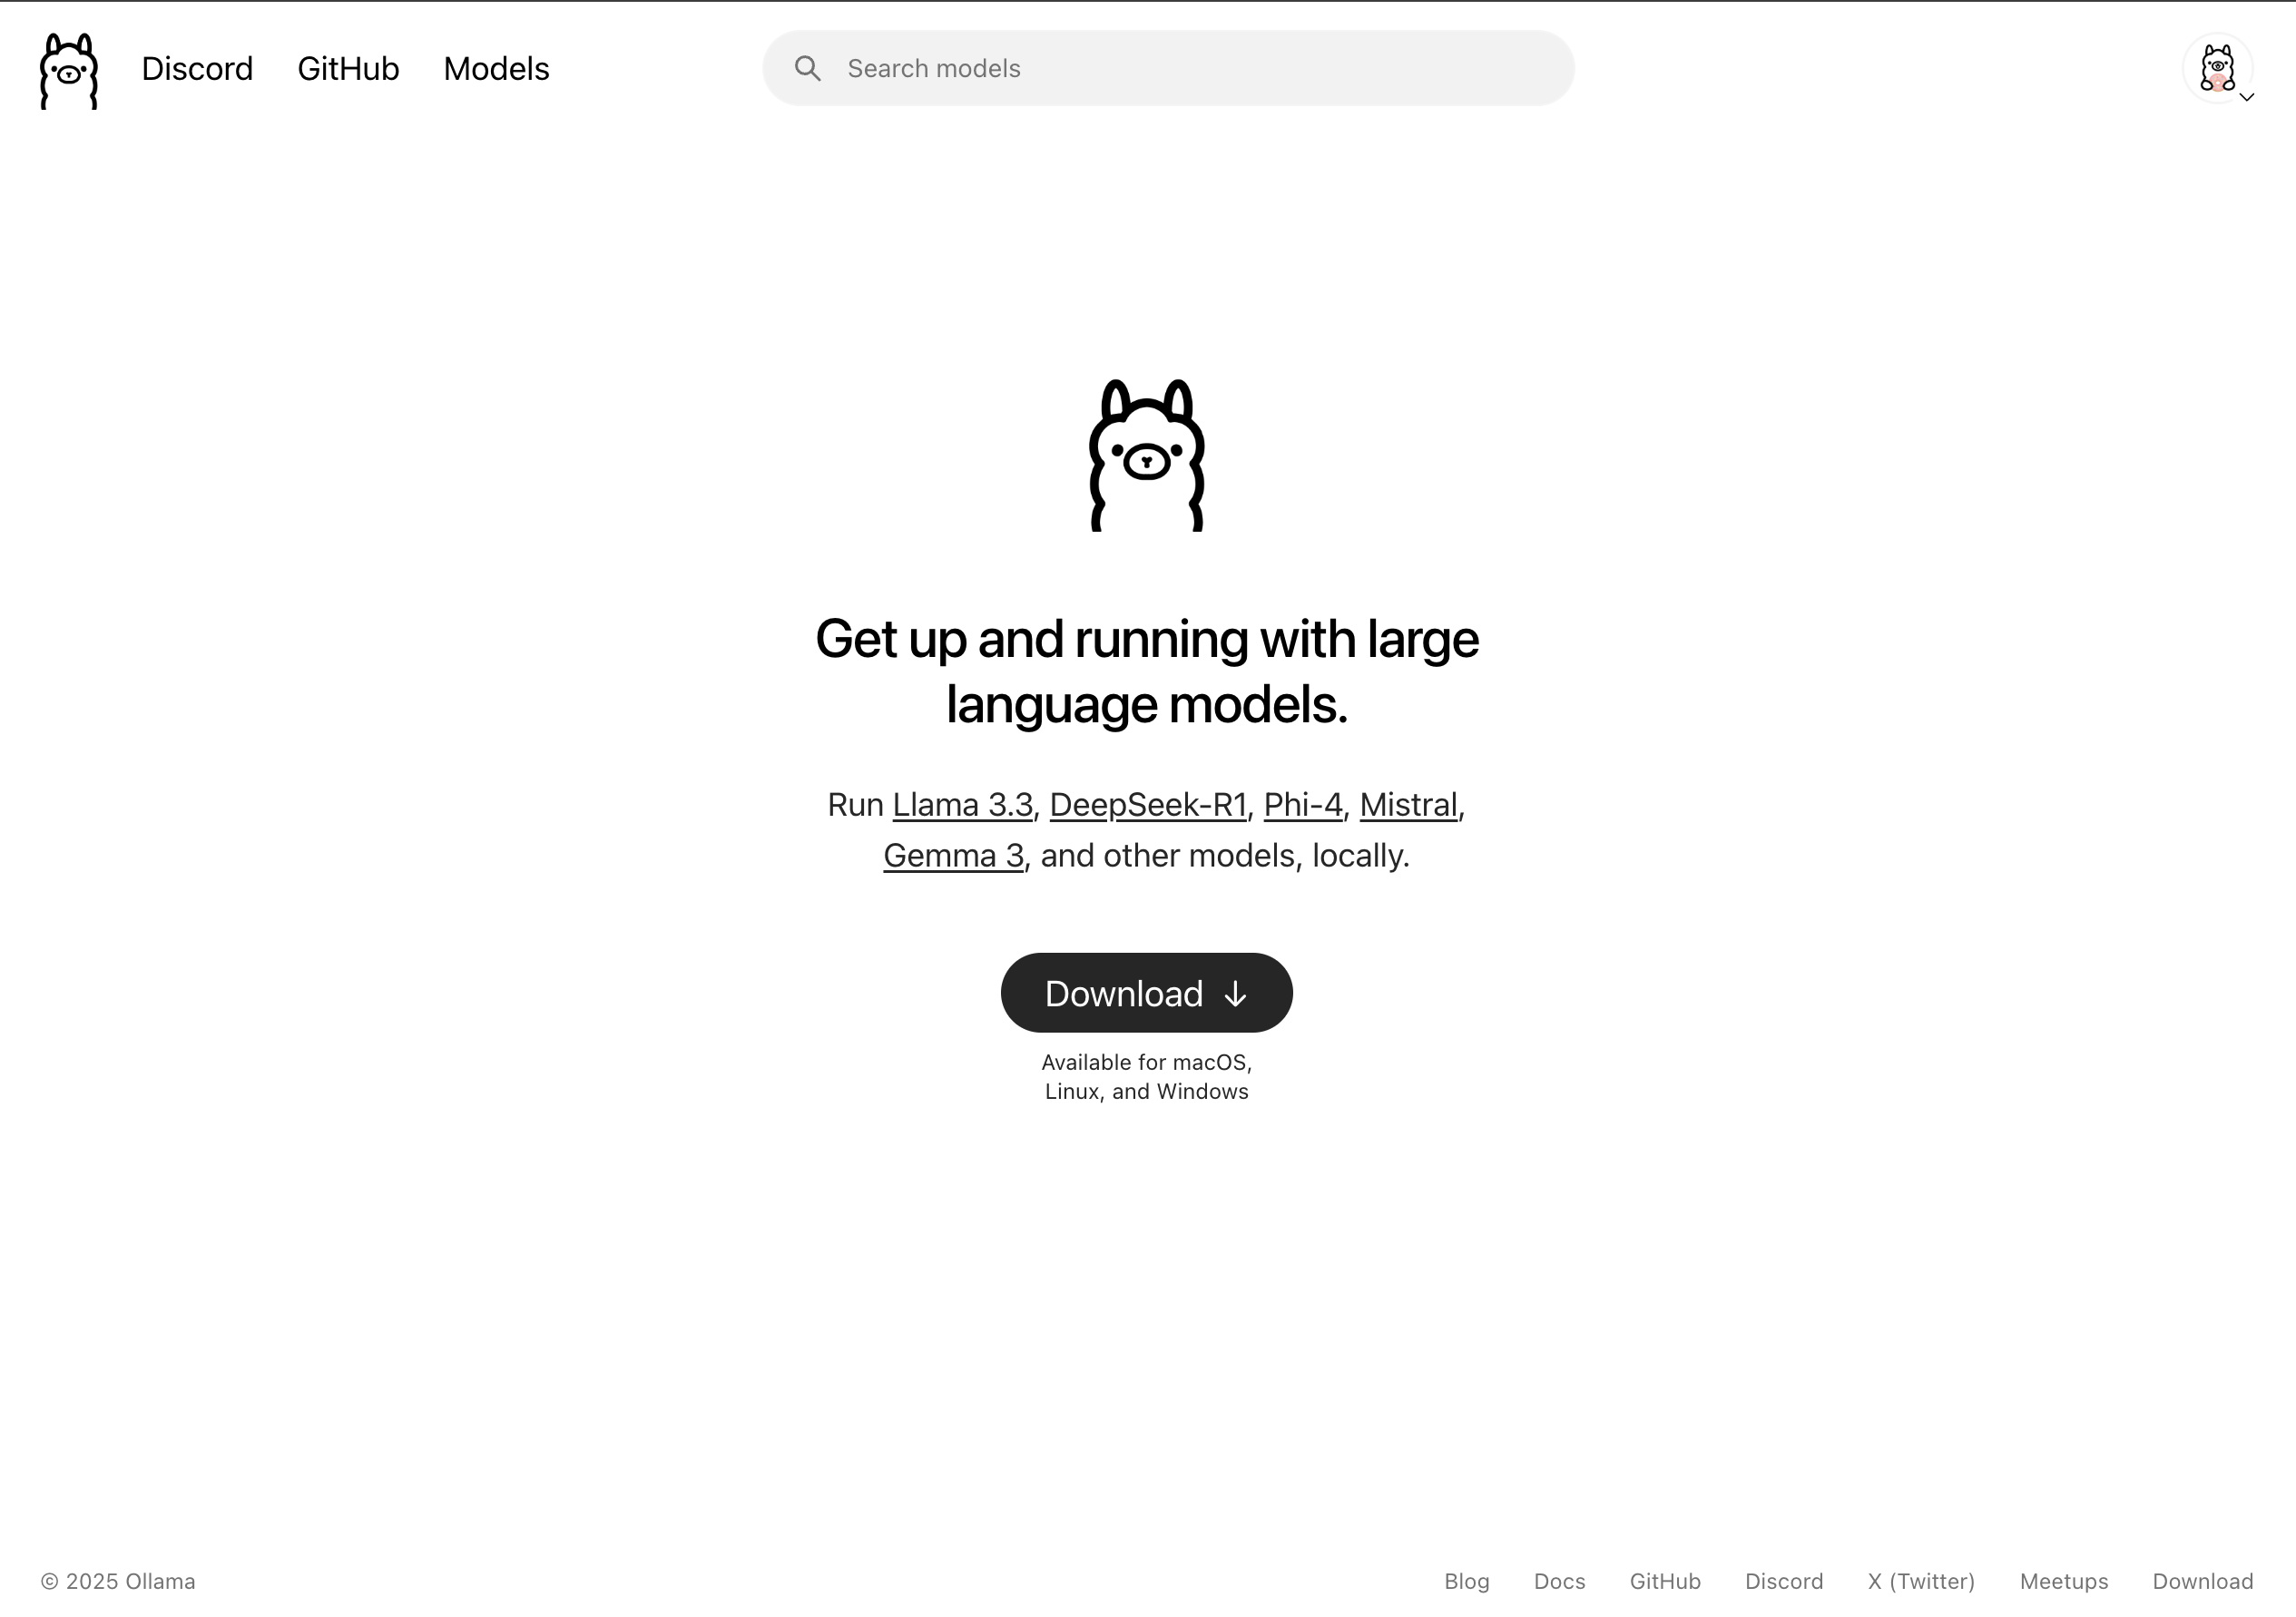 Discord GitHub Models Search models
Get up and running with large
language models.
Run Llama 3.3, DeepSeek-R1, Phi-4, Mistral,
Gemma 3, and other models, locally.
Download ↓
Available for macOS,
Linux, and Windows
© 2025 Ollama Blog Docs GitHub Discord X (Twitter) Meetups Download